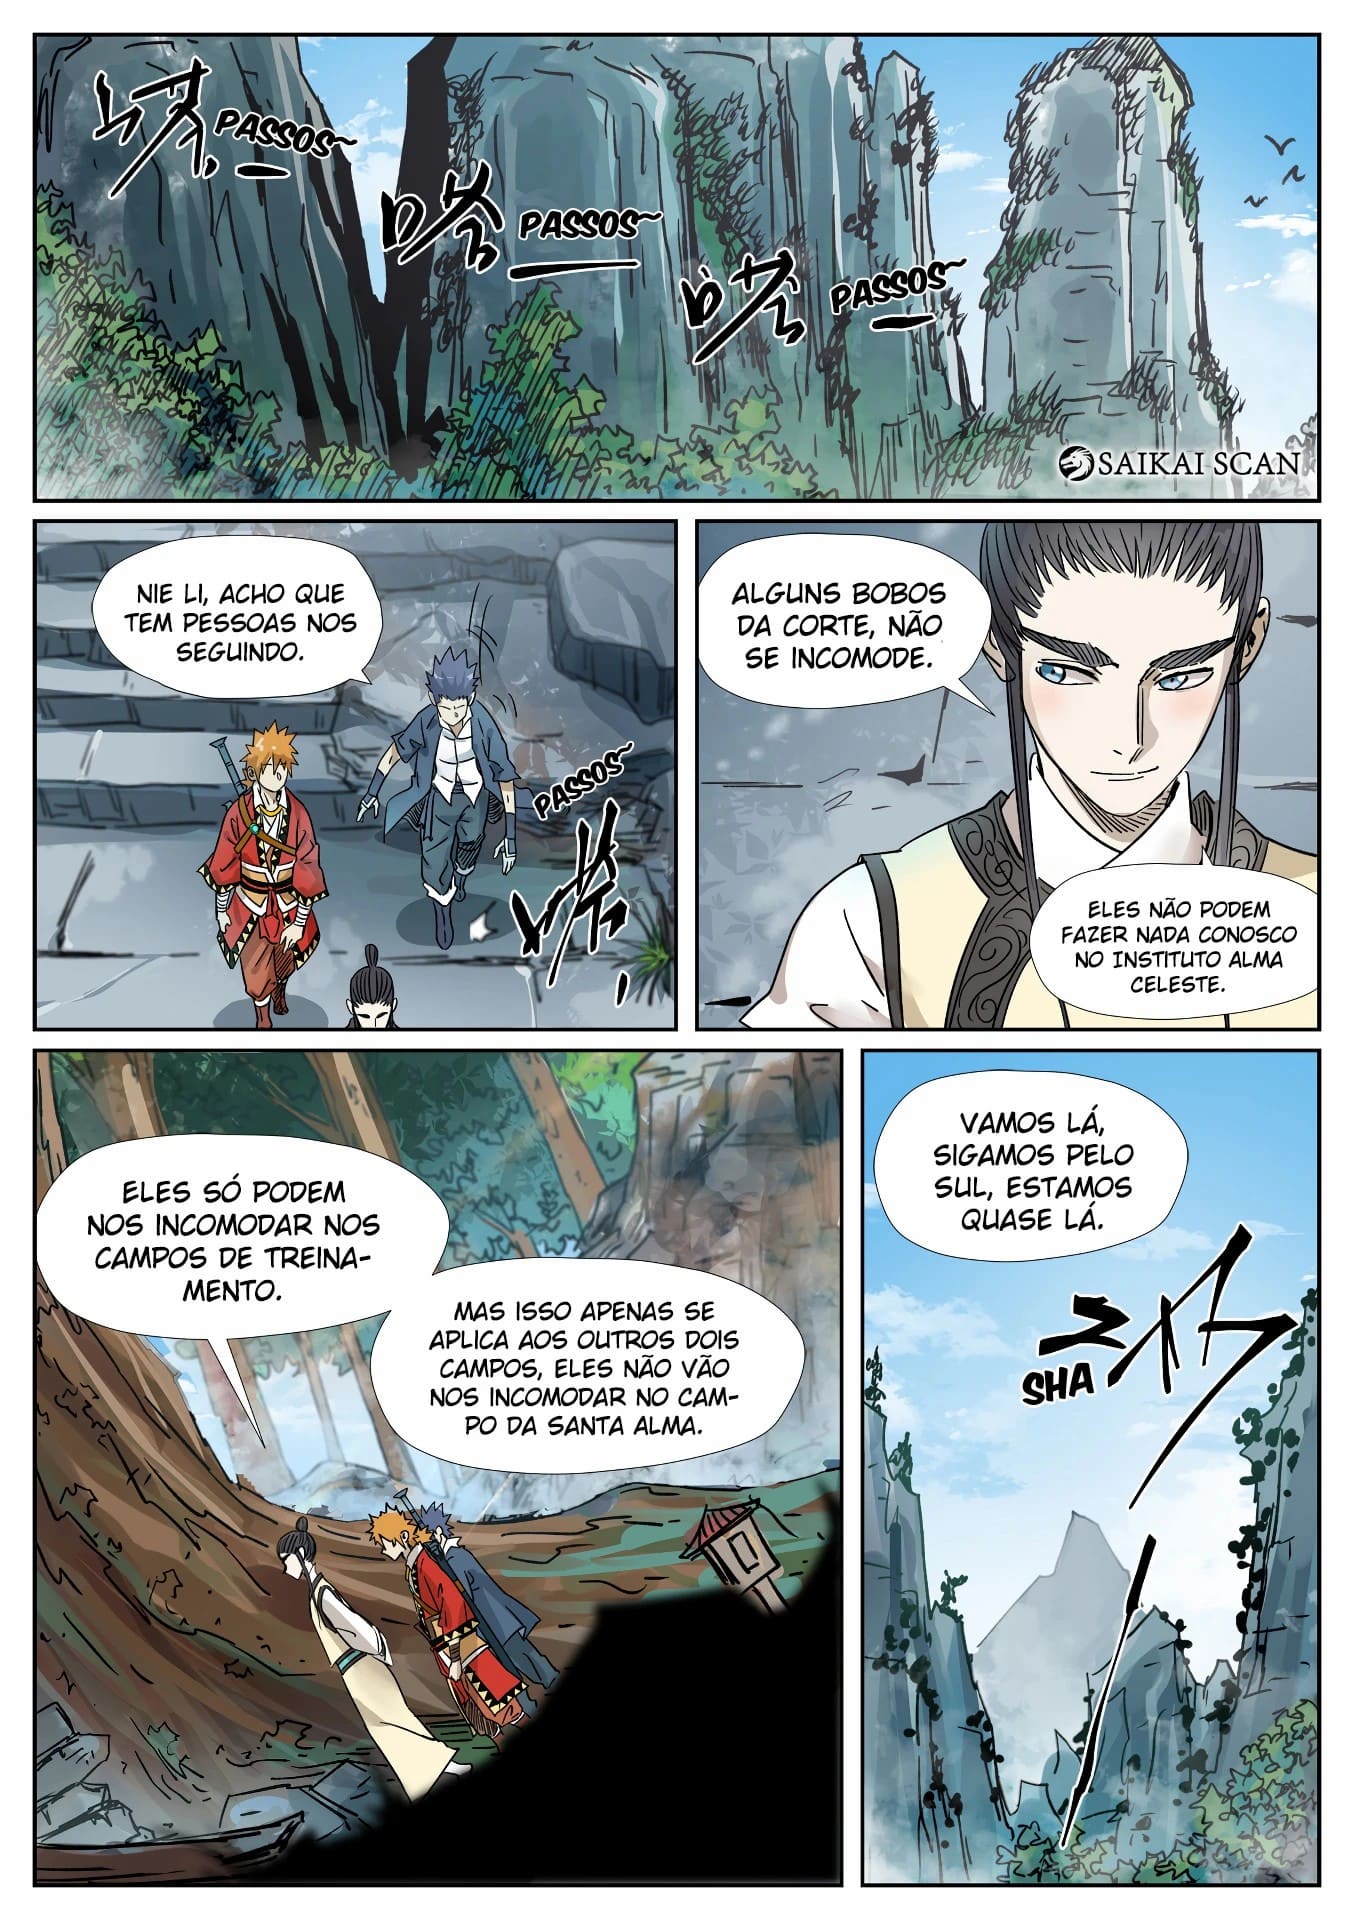 PASSOS~
PASSOS~
PASSOS~
SAIKAI SCAN
NIE LI, ACHO QUE
TEM PESSOAS NOS
SEGUINDO.
PASSOS~
ALGUNS BOBOS
DA CORTE, NÃO
SE INCOMODE.
ELES NÃO PODEM
FAZER NADA CONOSCO
NO INSTITUTO ALMA
CELESTE.
ELES SÓ PODEM
NOS INCOMODAR NOS
CAMPOS DE TREINA-
MENTO.
MAS ISSO APENAS SE
APLICA AOS OUTROS DOIS
CAMPOS, ELES NÃO VÃO
NOS INCOMODAR NO CAM-
PO DA SANTA ALMA.
VAMOS LÁ,
SIGAMOS PELO
SUL, ESTAMOS
QUASE LÁ.
SHA